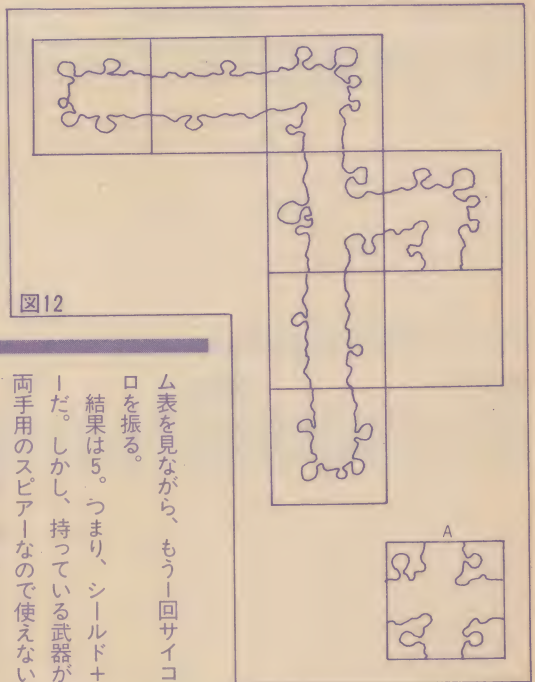 図12
A
ム表を見ながら、もう一回サイコ
ロを振る。
結果は5。つまり、シールド+
ーだ。しかし、持っている武器が
両手用のスピアーなので使えない